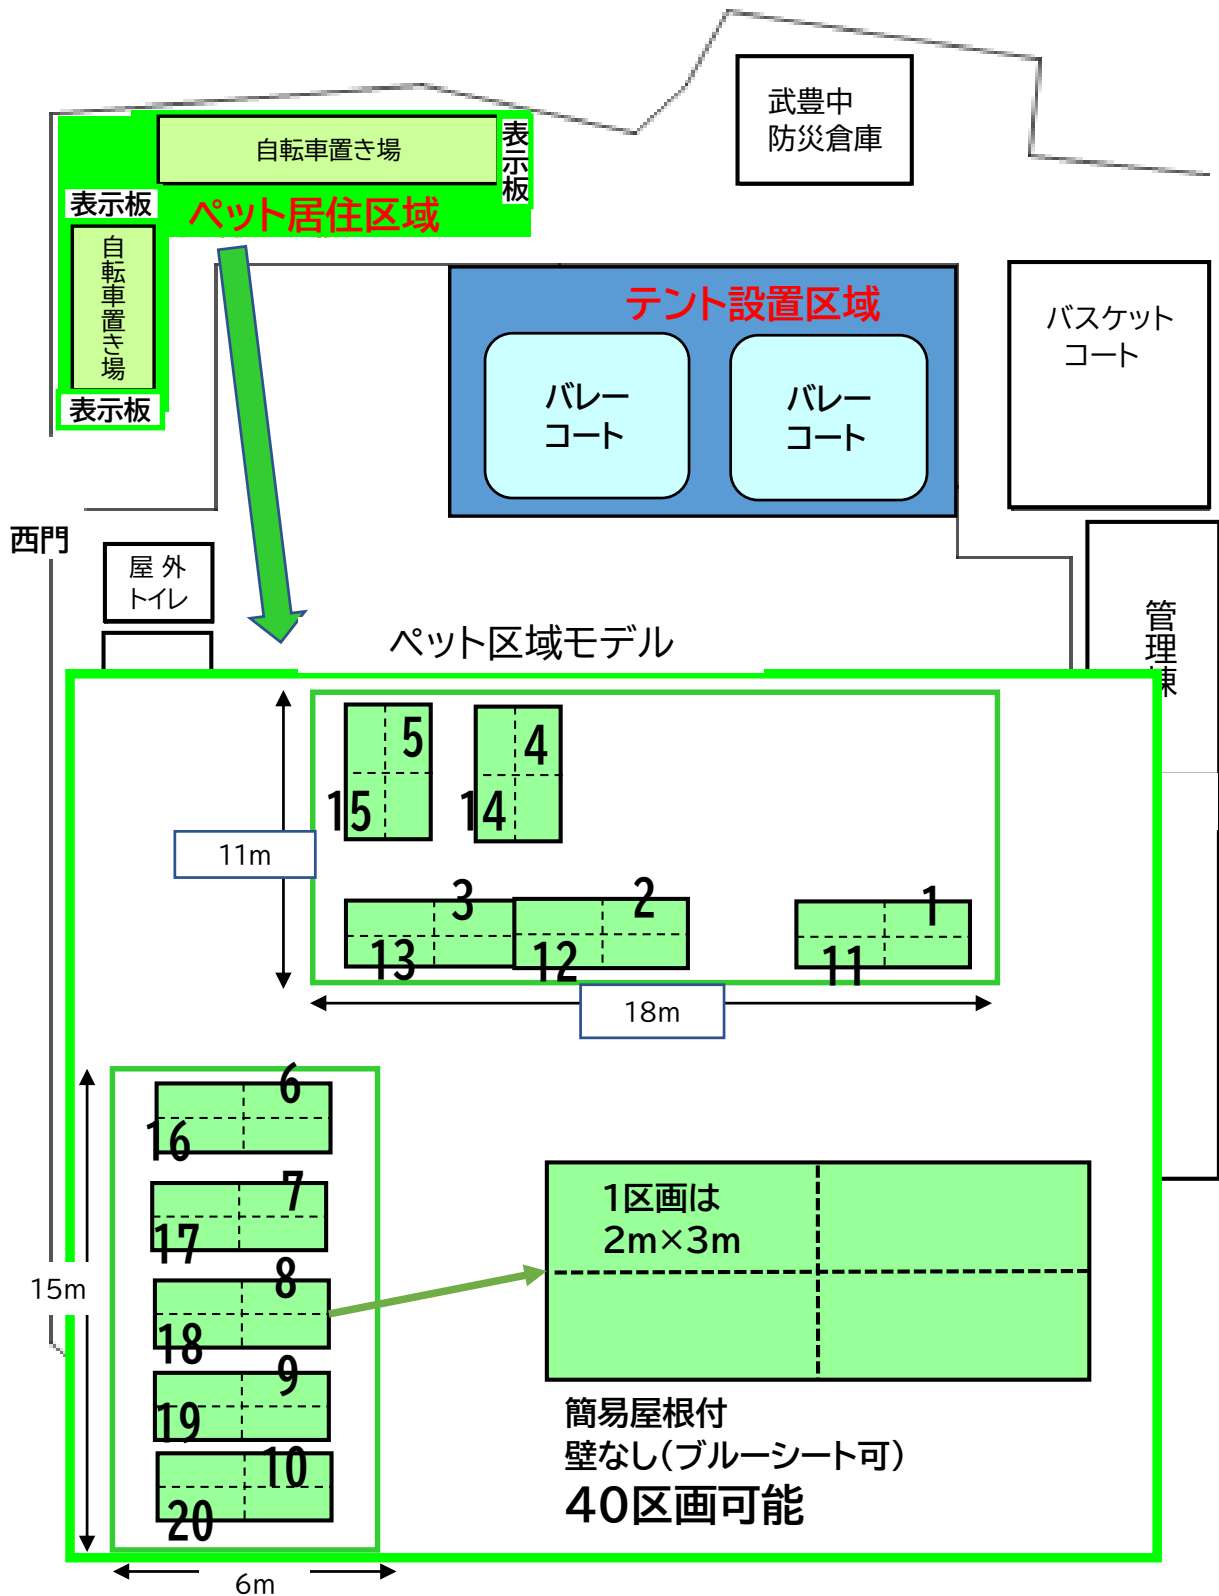 武豊中
防災倉庫
自転車置き場
表示板
表示板
ペット居住区域
自転車置き場
表示板
テント設置区域
バレー
コート
バレー
コート
バスケット
コート
西門
屋外
トイレ
管理棟
ペット区域モデル
5
15
4
14
11m
3
13
2
12
1
11
18m
6
16
7
17
8
18
9
19
10
20
15m
6m
1区画は
2m×3m
簡易屋根付
壁なし(ブルーシート可)
40区画可能